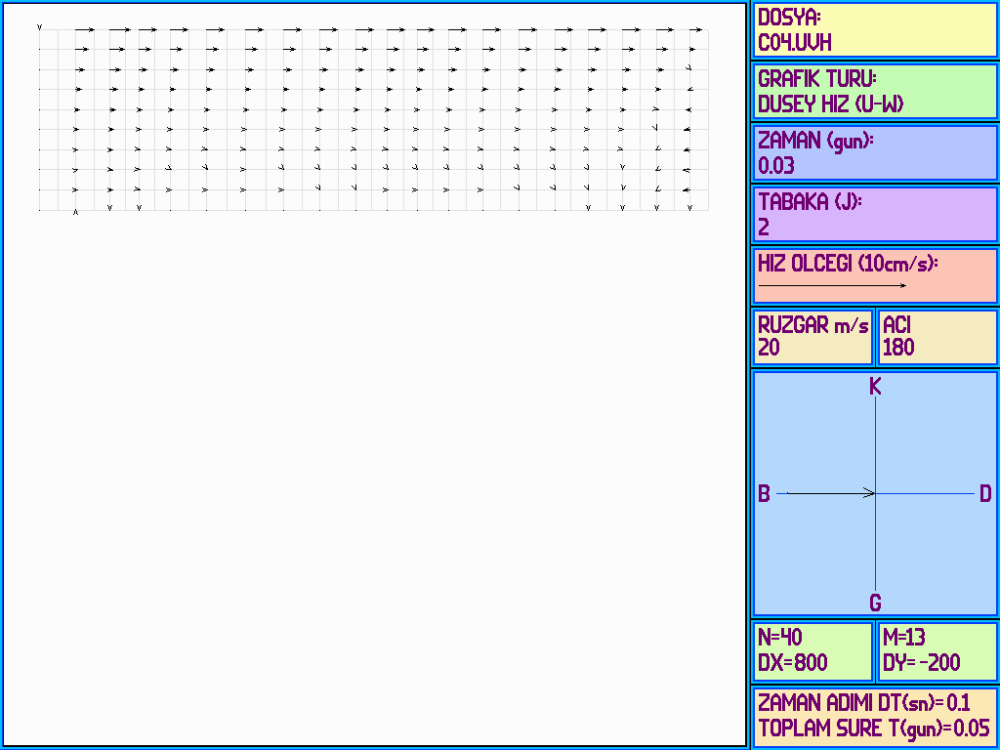 DOSYA:
C04.UVH
GRAFIK TURU:
DUSEY HIZ (U-W)
ZAMAN (gun):
0.03
TABAKA (J):
2
HIZ OLCEGI (10cm/s):
RUZGAR m/s
20
ACI
180
K
B
D
G
N=40
DX=800
M=13
DY=-200
ZAMAN ADIMI DT(sn)=0.1
TOPLAM SURE T(gun)=0.05